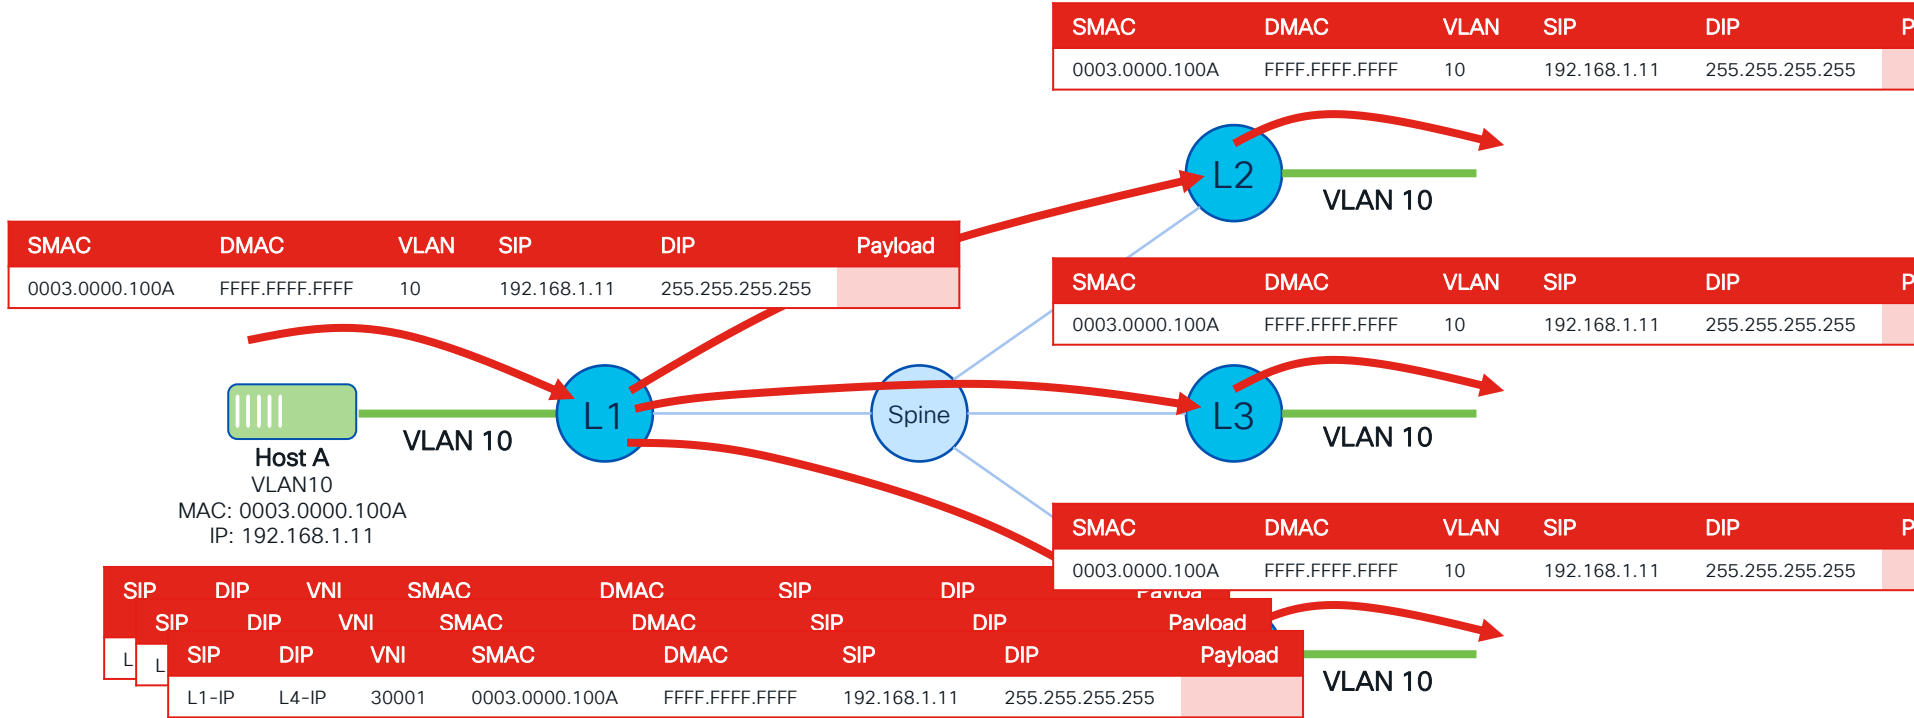 SMAC DMAC VLAN SIP DIP P
0003.0000.100A FFFF.FFFF.FFFF 10 192.168.1.11 255.255.255.255
L2
VLAN 10
SMAC DMAC VLAN SIP DIP Payload
0003.0000.100A FFFF.FFFF.FFFF 10 192.168.1.11 255.255.255.255
SMAC DMAC VLAN SIP DIP P
0003.0000.100A FFFF.FFFF.FFFF 10 192.168.1.11 255.255.255.255
L1
Spine
L3
VLAN 10
VLAN 10
Host A
VLAN10
MAC: 0003.0000.100A
IP: 192.168.1.11
SMAC DMAC VLAN SIP DIP P
0003.0000.100A FFFF.FFFF.FFFF 10 192.168.1.11 255.255.255.255
SIP DIP VNI SMAC DMAC SIP DIP Payloa
SIP DIP VNI SMAC DMAC SIP DIP Payload
L
L
SIP DIP VNI SMAC DMAC SIP DIP Payload
L1-IP L4-IP 30001 0003.0000.100A FFFF.FFFF.FFFF 192.168.1.11 255.255.255.255
VLAN 10